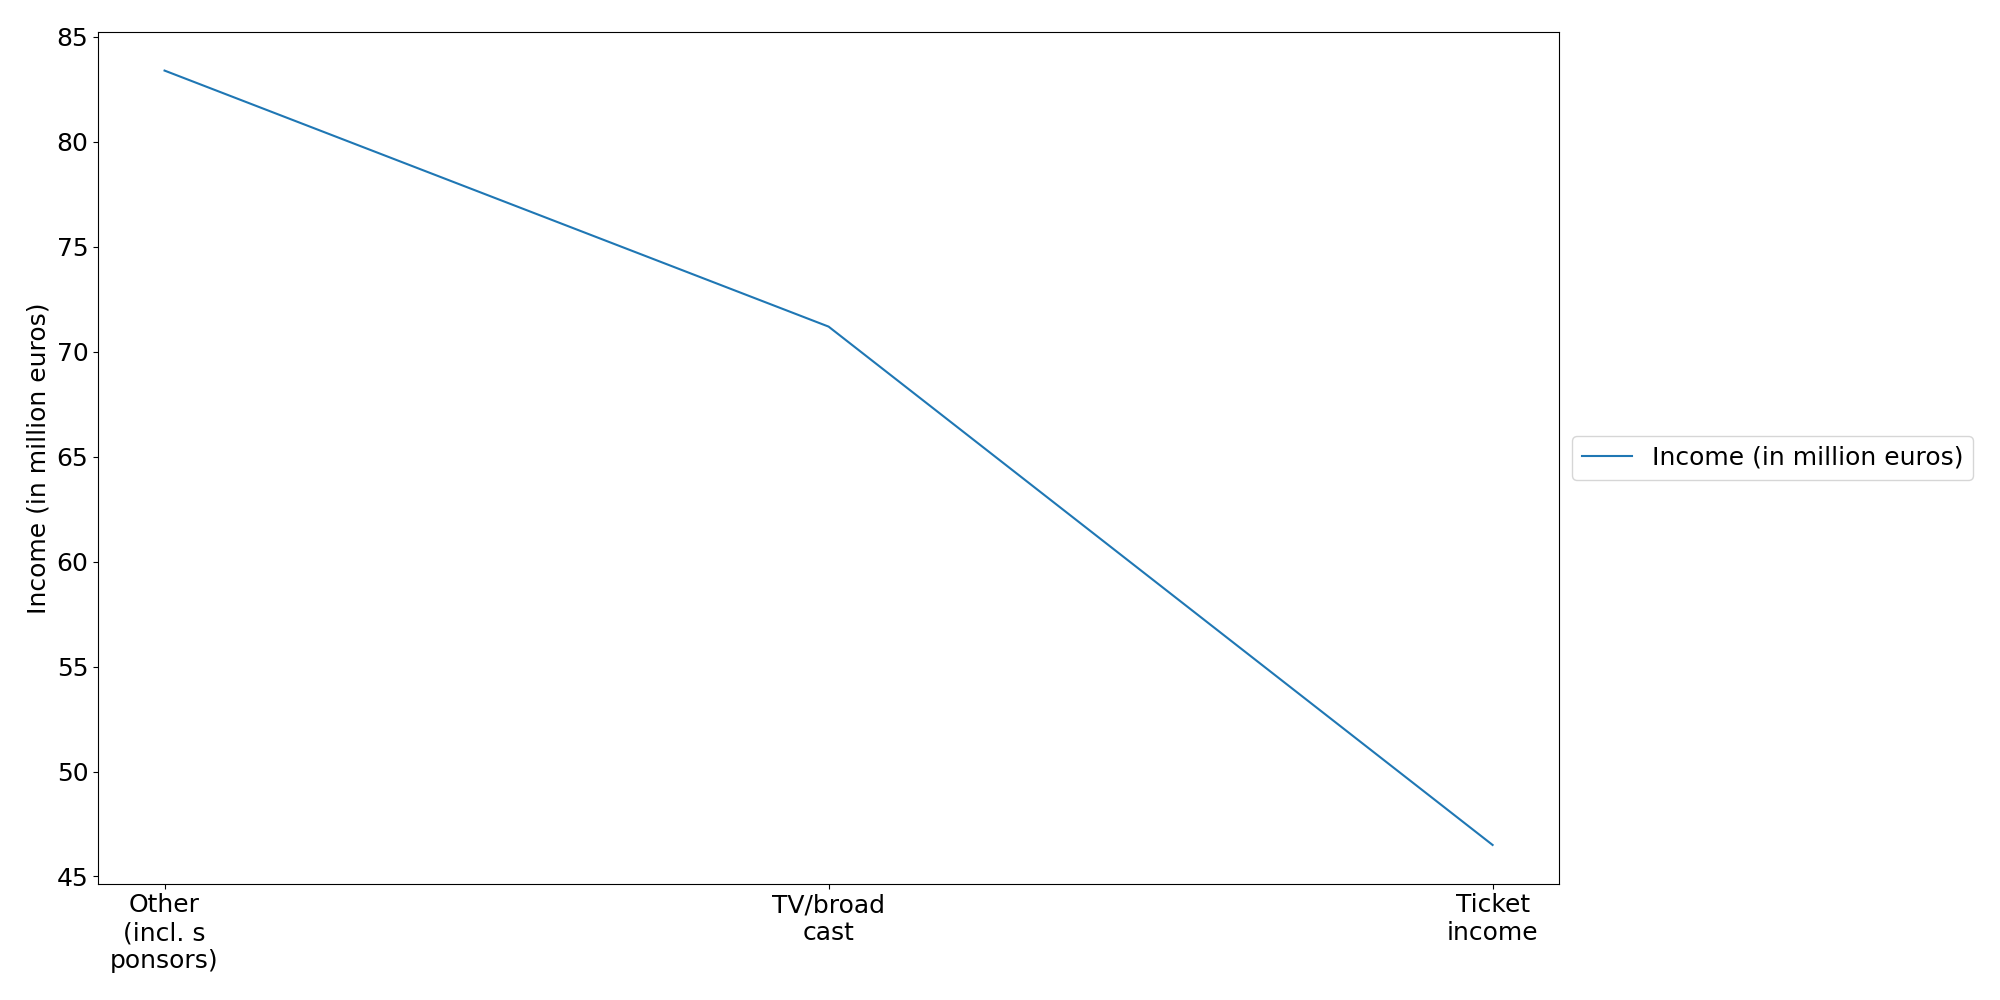 85
80
75
70
65
60
55
50
45
Income (in million euros)
Other
(incl. s
ponsors)
TV/broad
cast
Ticket
income
Income (in million euros)